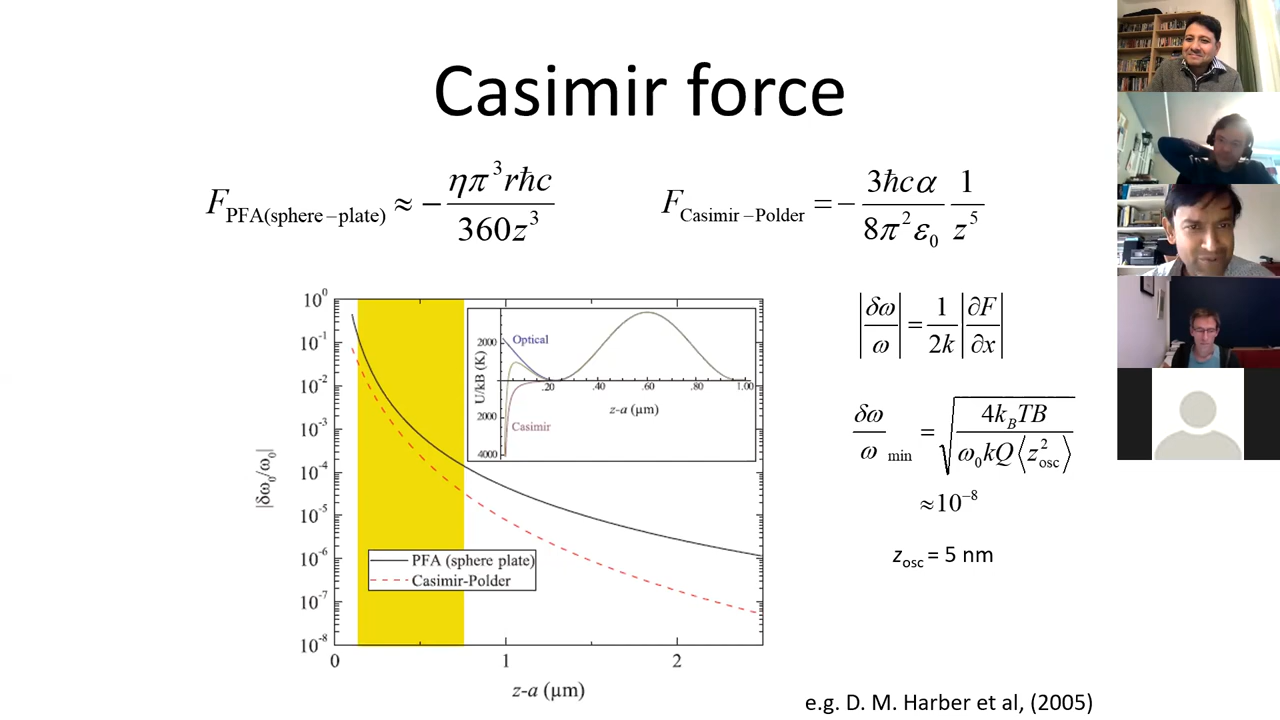 Casimir force
F_PFA(sphere–plate) ≈ − ηπ³rħc / 360z³
F_Casimir–Polder = − 3ħcα / 8π²ε₀ 1 / z⁵
|δω / ω| = 1 / 2k |∂F / ∂x|
δω / ω min = √(4k_BTB / ω₀kQ⟨z²_osc⟩)
≈10⁻⁸
z_osc = 5 nm
10⁰
10⁻¹
10⁻²
10⁻³
10⁻⁴
10⁻⁵
10⁻⁶
10⁻⁷
10⁻⁸
|δω₀/ω₀|
0 1 2
z-a (µm)
PFA (sphere plate)
Casimir-Polder
U/kB (K)
2000
2000
4000
Optical
Casimir
.20 .40 .60 .80 1.00
z-a (µm)
e.g. D. M. Harber et al, (2005)